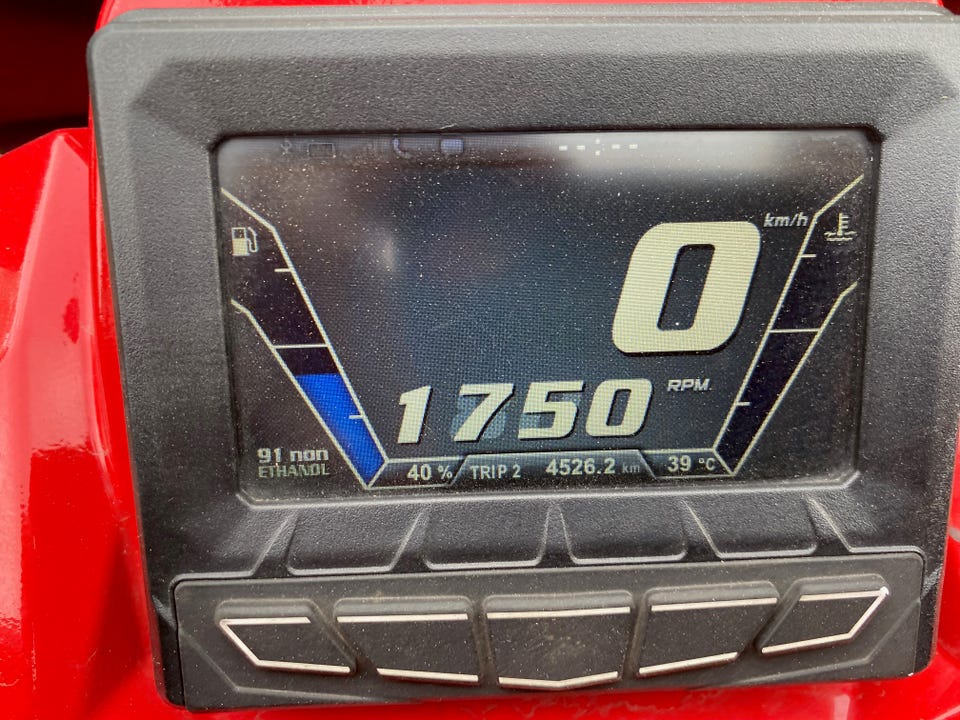 --:--
km/h
0
1750 RPM
91 non
ETHANOL
40 % TRIP 2 4526.2 km 39 °C